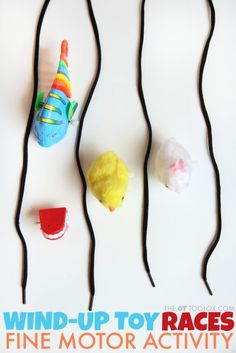 THE OT TOOLBOX.COM
WIND-UP TOY RACES
FINE MOTOR ACTIVITY